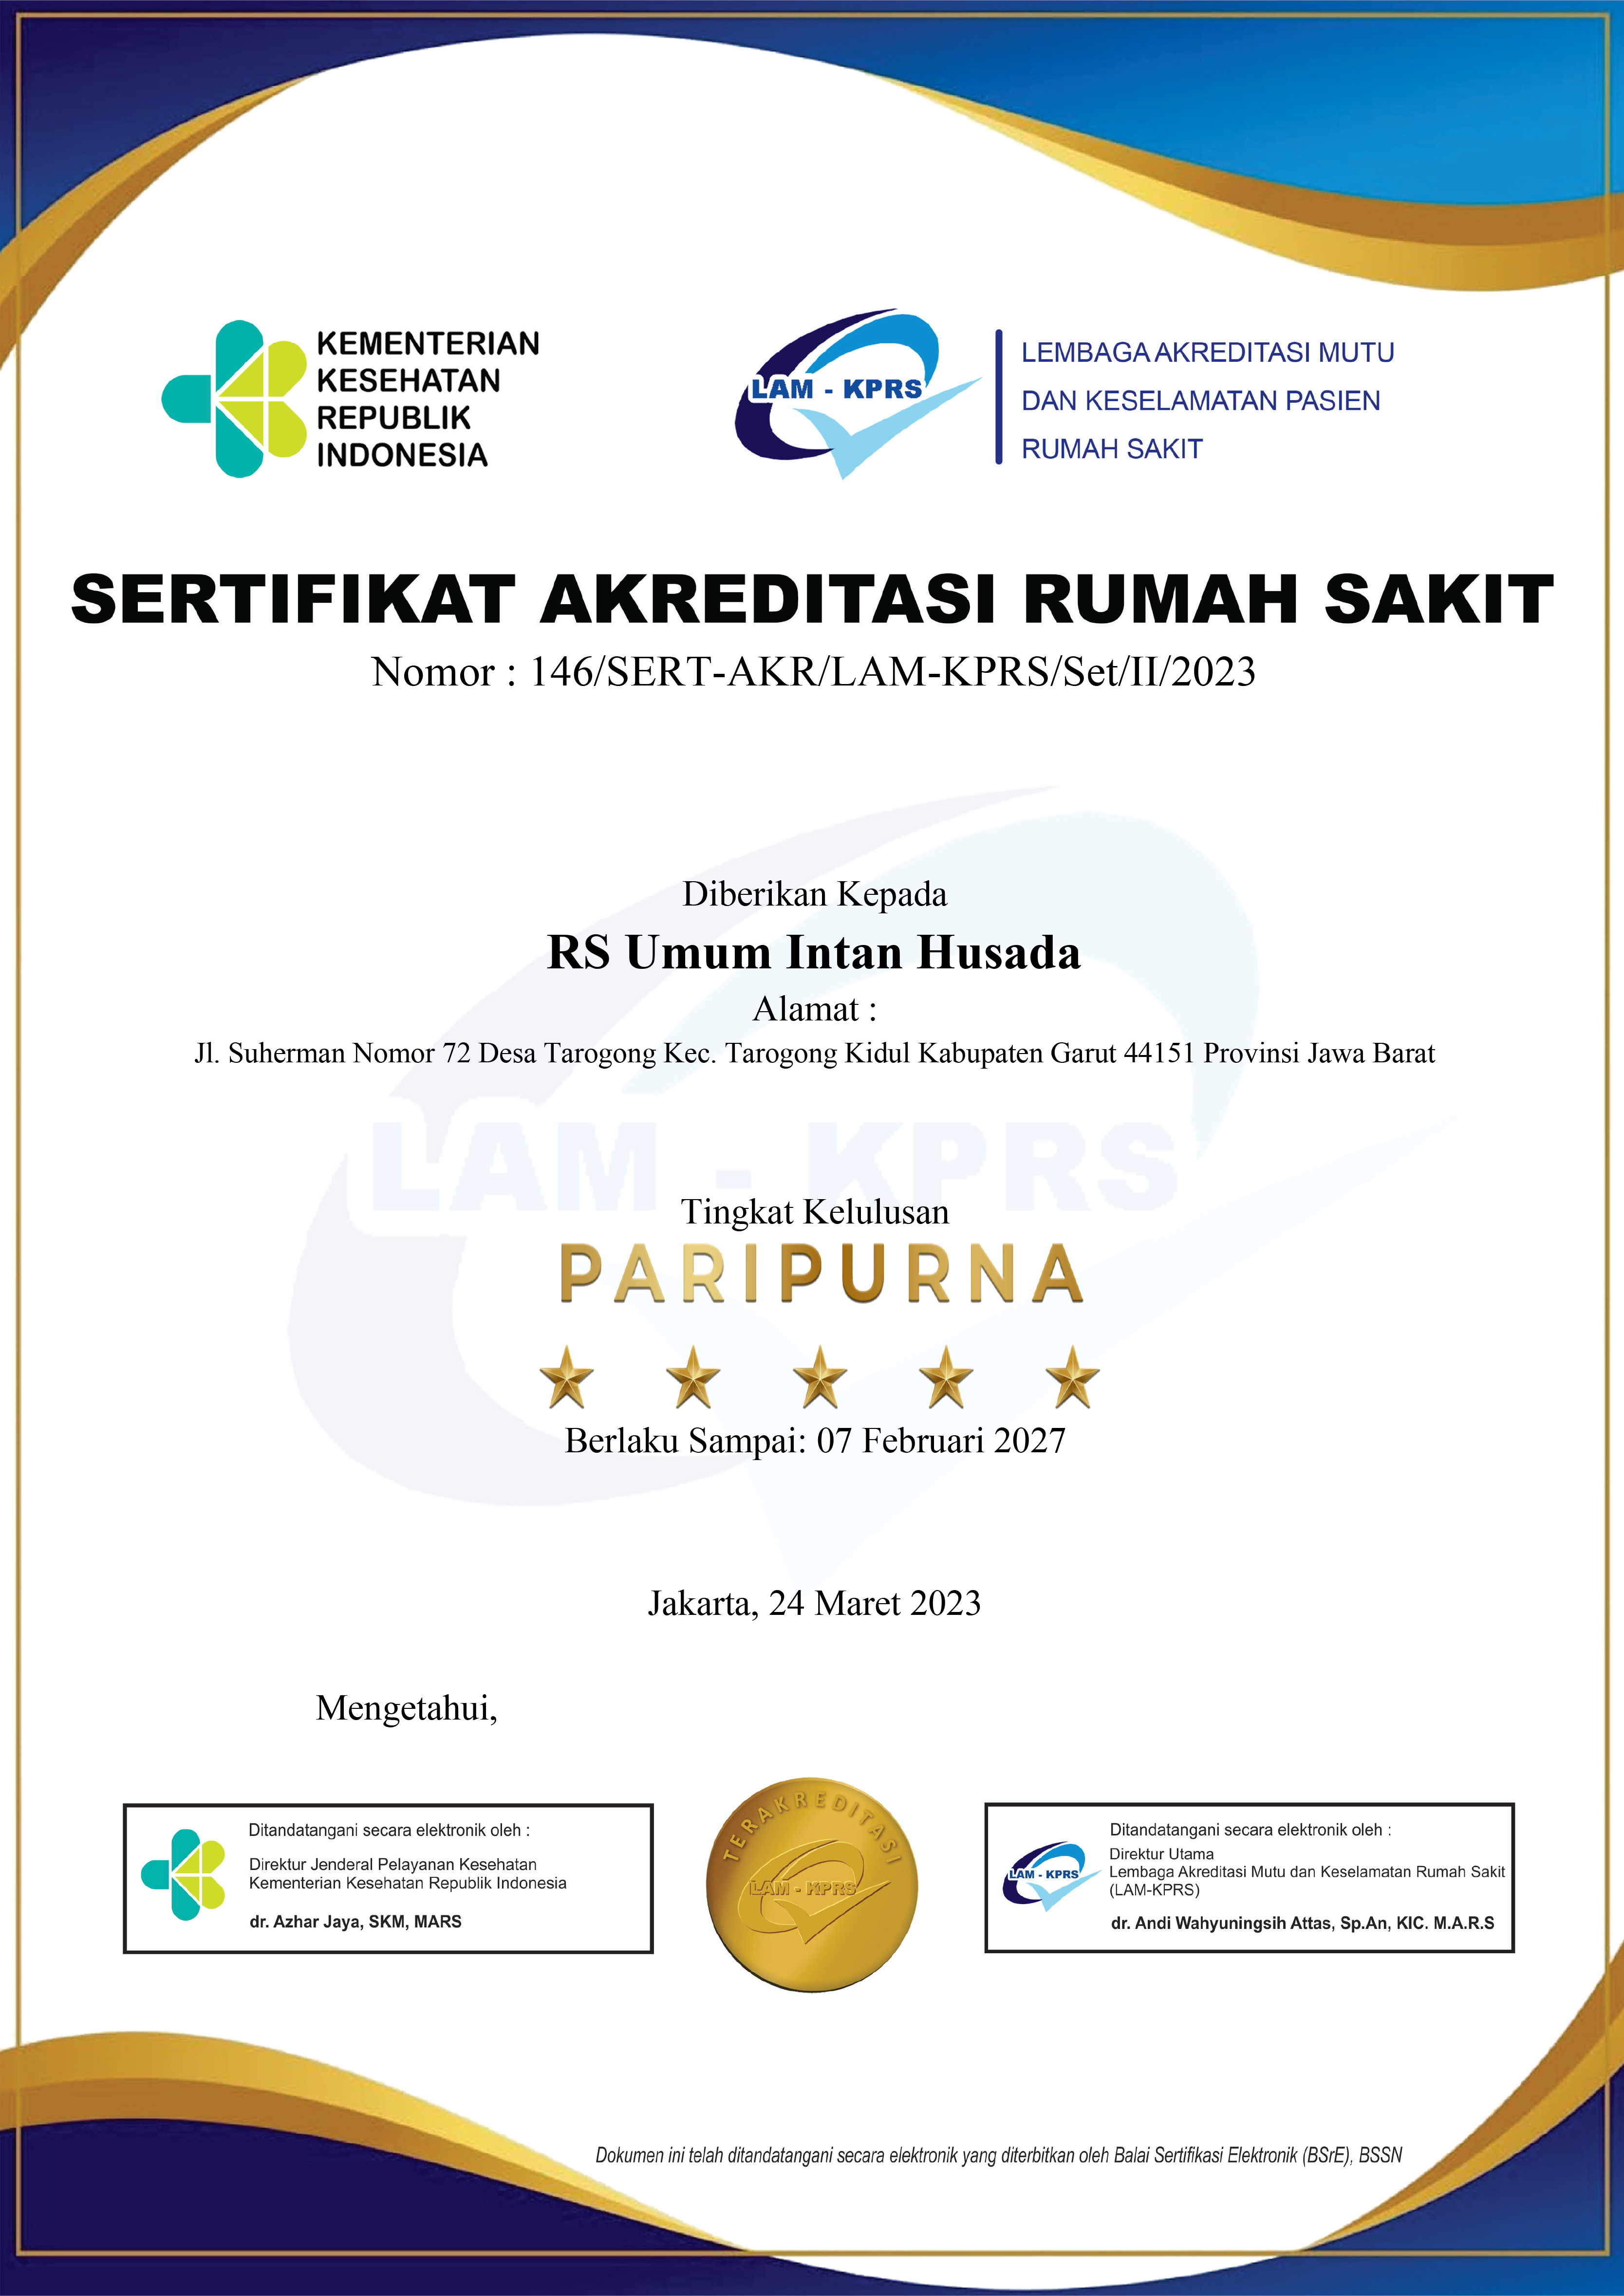 KEMENTERIAN
KESEHATAN
REPUBLIK
INDONESIA
LAM - KPRS
LEMBAGA AKREDITASI MUTU
DAN KESELAMATAN PASIEN
RUMAH SAKIT
SERTIFIKAT AKREDITASI RUMAH SAKIT
Nomor : 146/SERT-AKR/LAM-KPRS/Set/II/2023
Diberikan Kepada
RS Umum Intan Husada
Alamat :
Jl. Suherman Nomor 72 Desa Tarogong Kec. Tarogong Kidul Kabupaten Garut 44151 Provinsi Jawa Barat
LAM - KPRS
Tingkat Kelulusan
PARIPURNA
Berlaku Sampai: 07 Februari 2027
Jakarta, 24 Maret 2023
Mengetahui,
Ditandatangani secara elektronik oleh :
Direktur Jenderal Pelayanan Kesehatan
Kementerian Kesehatan Republik Indonesia
dr. Azhar Jaya, SKM, MARS
TERAKREDITASI
LAM - KPRS
LAM - KPRS
Ditandatangani secara elektronik oleh :
Direktur Utama
Lembaga Akreditasi Mutu dan Keselamatan Rumah Sakit
(LAM-KPRS)
dr. Andi Wahyuningsih Attas, Sp.An, KIC. M.A.R.S
Dokumen ini telah ditandatangani secara elektronik yang diterbitkan oleh Balai Sertifikasi Elektronik (BSrE), BSSN